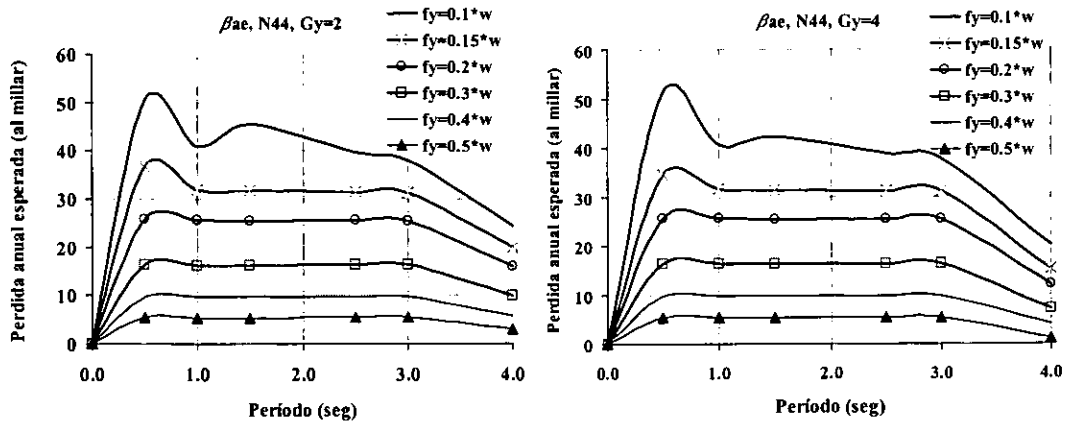 βae, N44, Gy=2
fy=0.1*w
fy=0.15*w
fy=0.2*w
fy=0.3*w
fy=0.4*w
fy=0.5*w
Perdida anual esperada (al millar)
60
50
40
30
20
10
0
0.0 1.0 2.0 3.0 4.0
Período (seg)
βae, N44, Gy=4
fy=0.1*w
fy=0.15*w
fy=0.2*w
fy=0.3*w
fy=0.4*w
fy=0.5*w
Perdida anual esperada (al millar)
60
50
40
30
20
10
0
0.0 1.0 2.0 3.0 4.0
Período (seg)